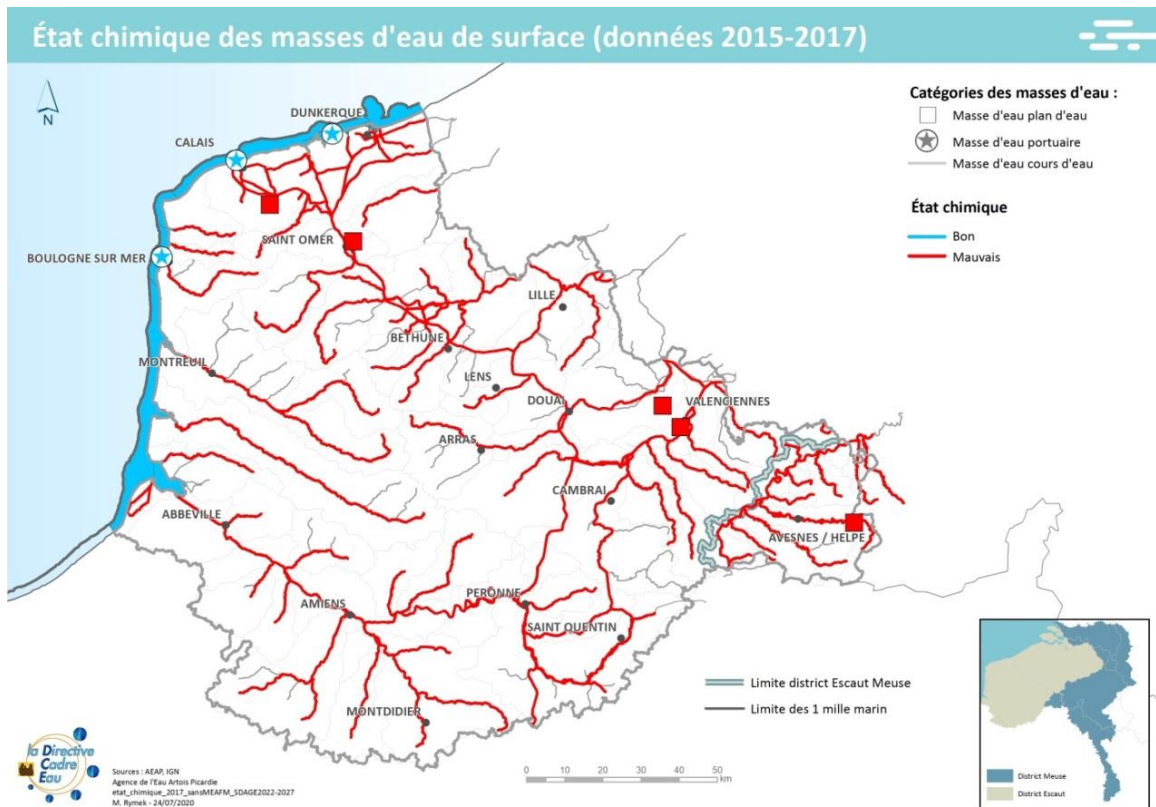 État chimique des masses d'eau de surface (données 2015-2017)
N
DUNKERQUE
CALAIS
SAINT OMER
BOULOGNE SUR MER
LILLE
BETHUNE
MONTREUIL
LENS
DOUAI
VALENCIENNES
ARRAS
CAMBRAI
ABBEVILLE
AVESNES / HELPE
AMIENS
PERONNE
SAINT QUENTIN
MONTDIDIER
Catégories des masses d'eau :
Masse d'eau plan d'eau
Masse d'eau portuaire
Masse d'eau cours d'eau
État chimique
Bon
Mauvais
Limite district Escaut Meuse
Limite des 1 mille marin
0 10 20 30 40 50
km
District Meuse
District Escaut
la Directive
Cadre
Eau
Sources : AEAP, IGN
Agence de l'Eau Artois Picardie
etat_chimique_2017_sansMEAFM_SDAGE2022-2027
M. Rymek - 24/07/2020